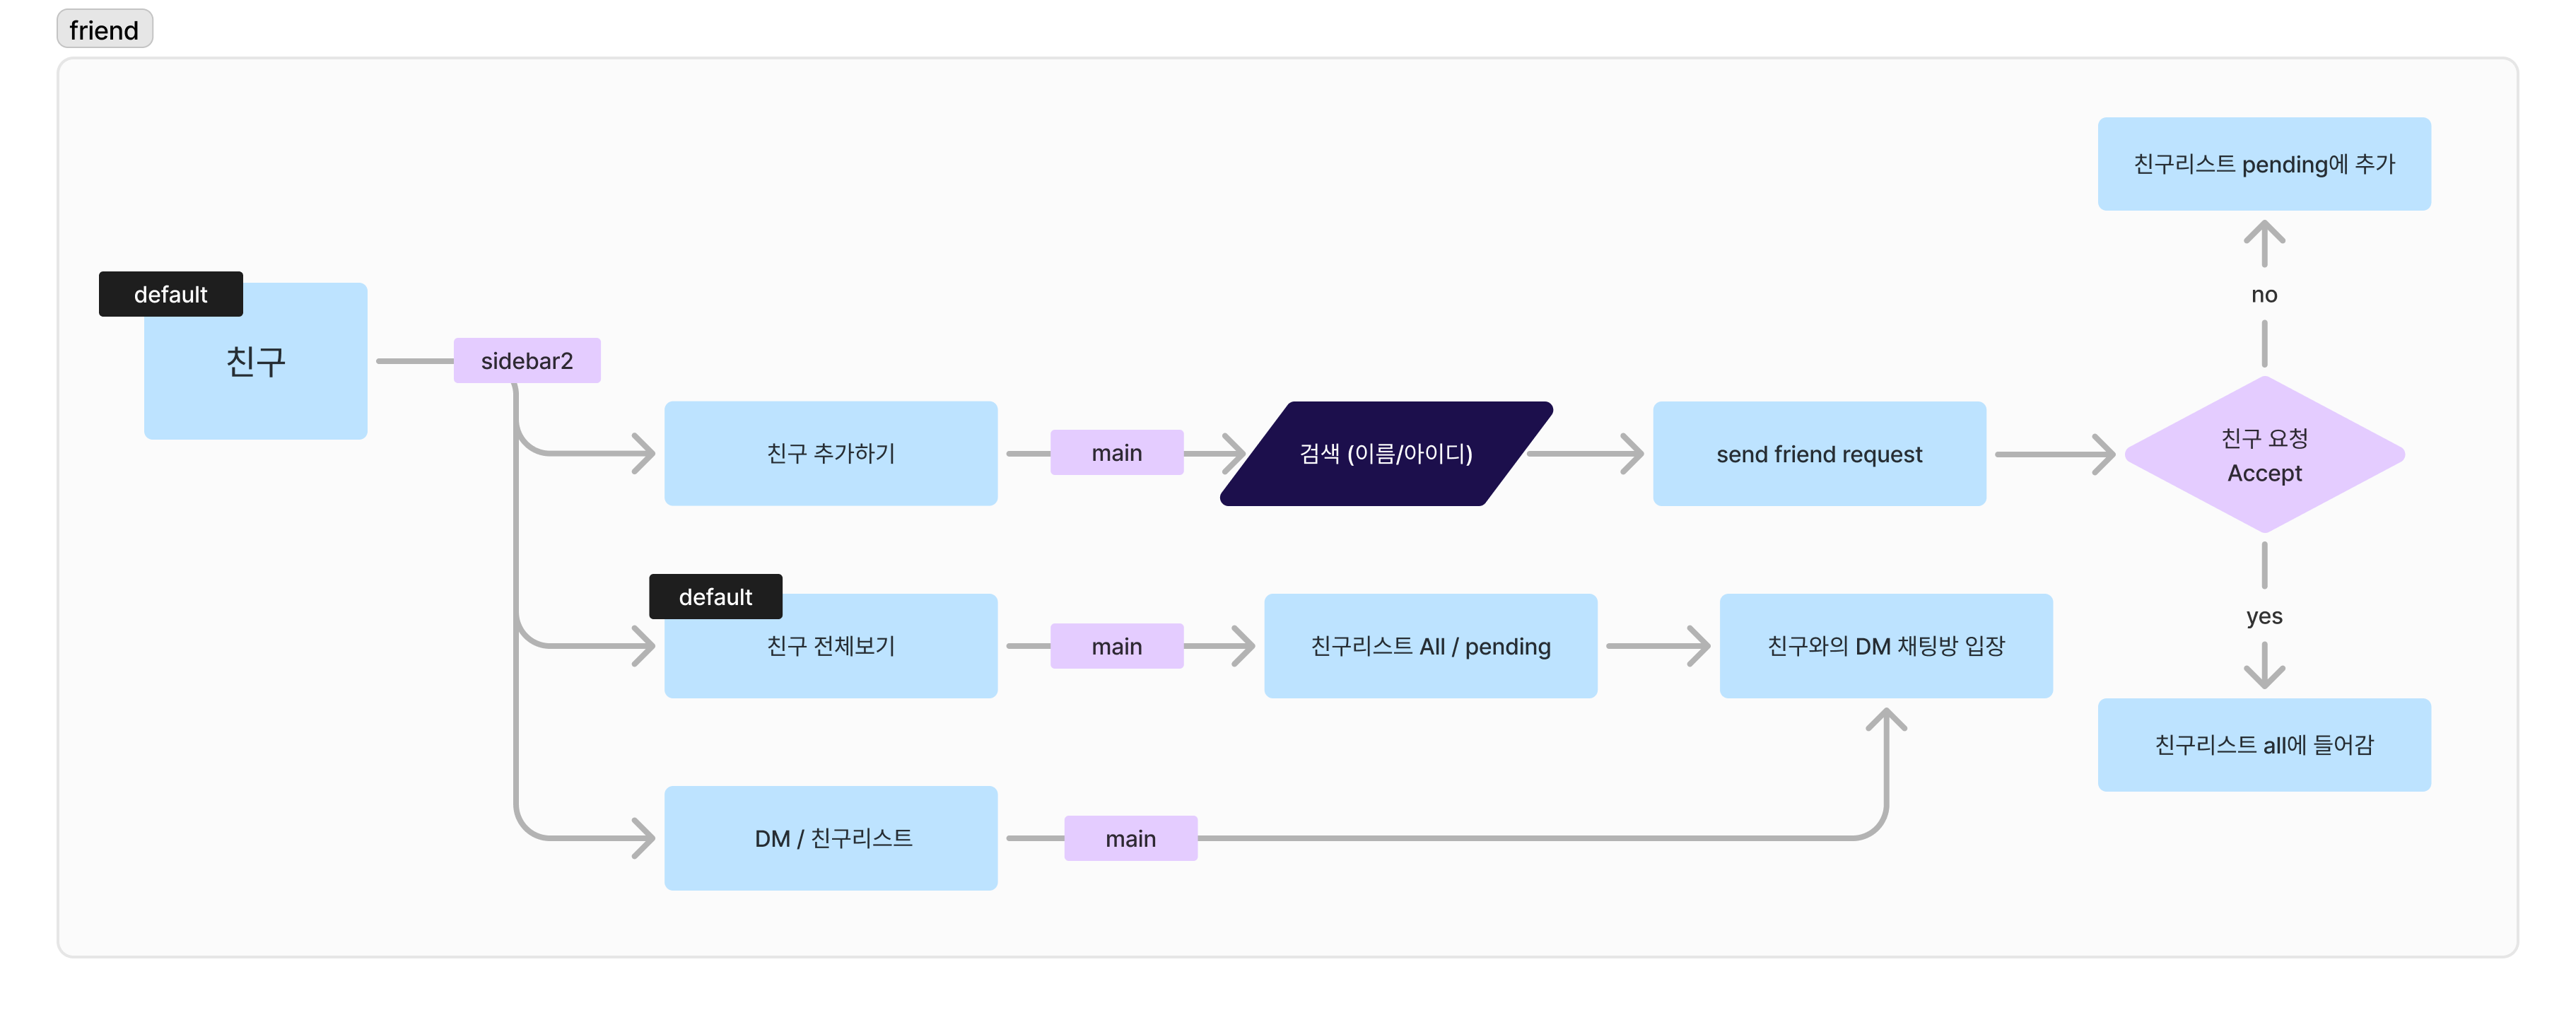 friend
친구리스트 pending에 추가
default
친구
no
sidebar2
친구 추가하기
main
검색 (이름/아이디)
send friend request
친구 요청
Accept
default
친구 전체보기
main
친구리스트 All / pending
친구와의 DM 채팅방 입장
yes
친구리스트 all에 들어감
DM / 친구리스트
main